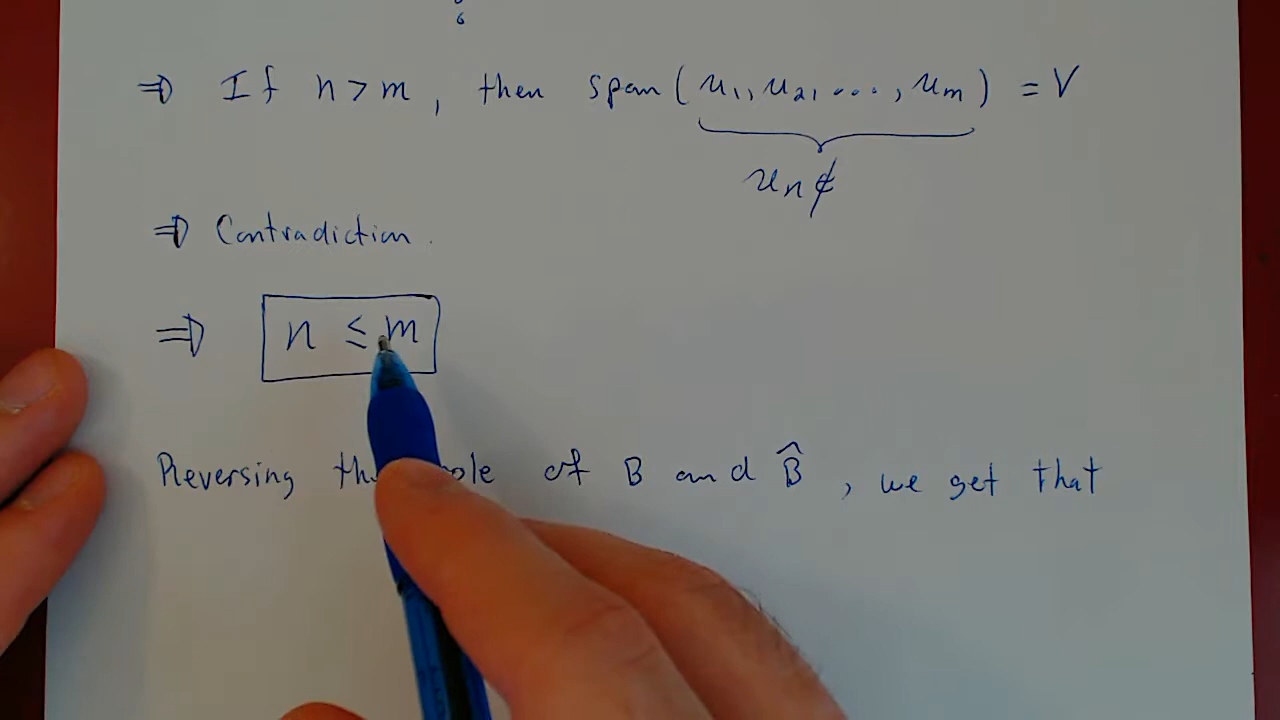 6
⇒ If n > m, then span(u₁, u₂, ..., uₘ) = V
uₙ ∉
⇒ Contradiction.
⇒ n ≤ m
Reversing the role of B and B̂, we get that